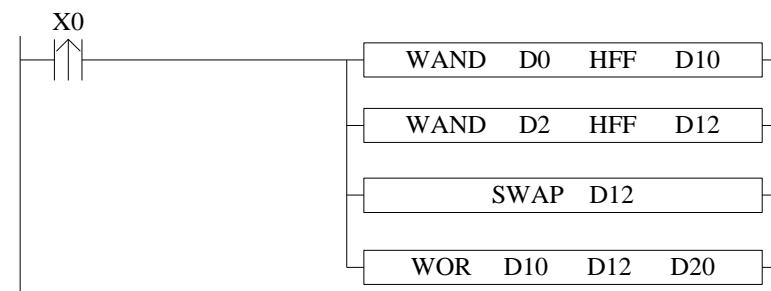 X0
WAND D0 HFF D10
WAND D2 HFF D12
SWAP D12
WOR D10 D12 D20